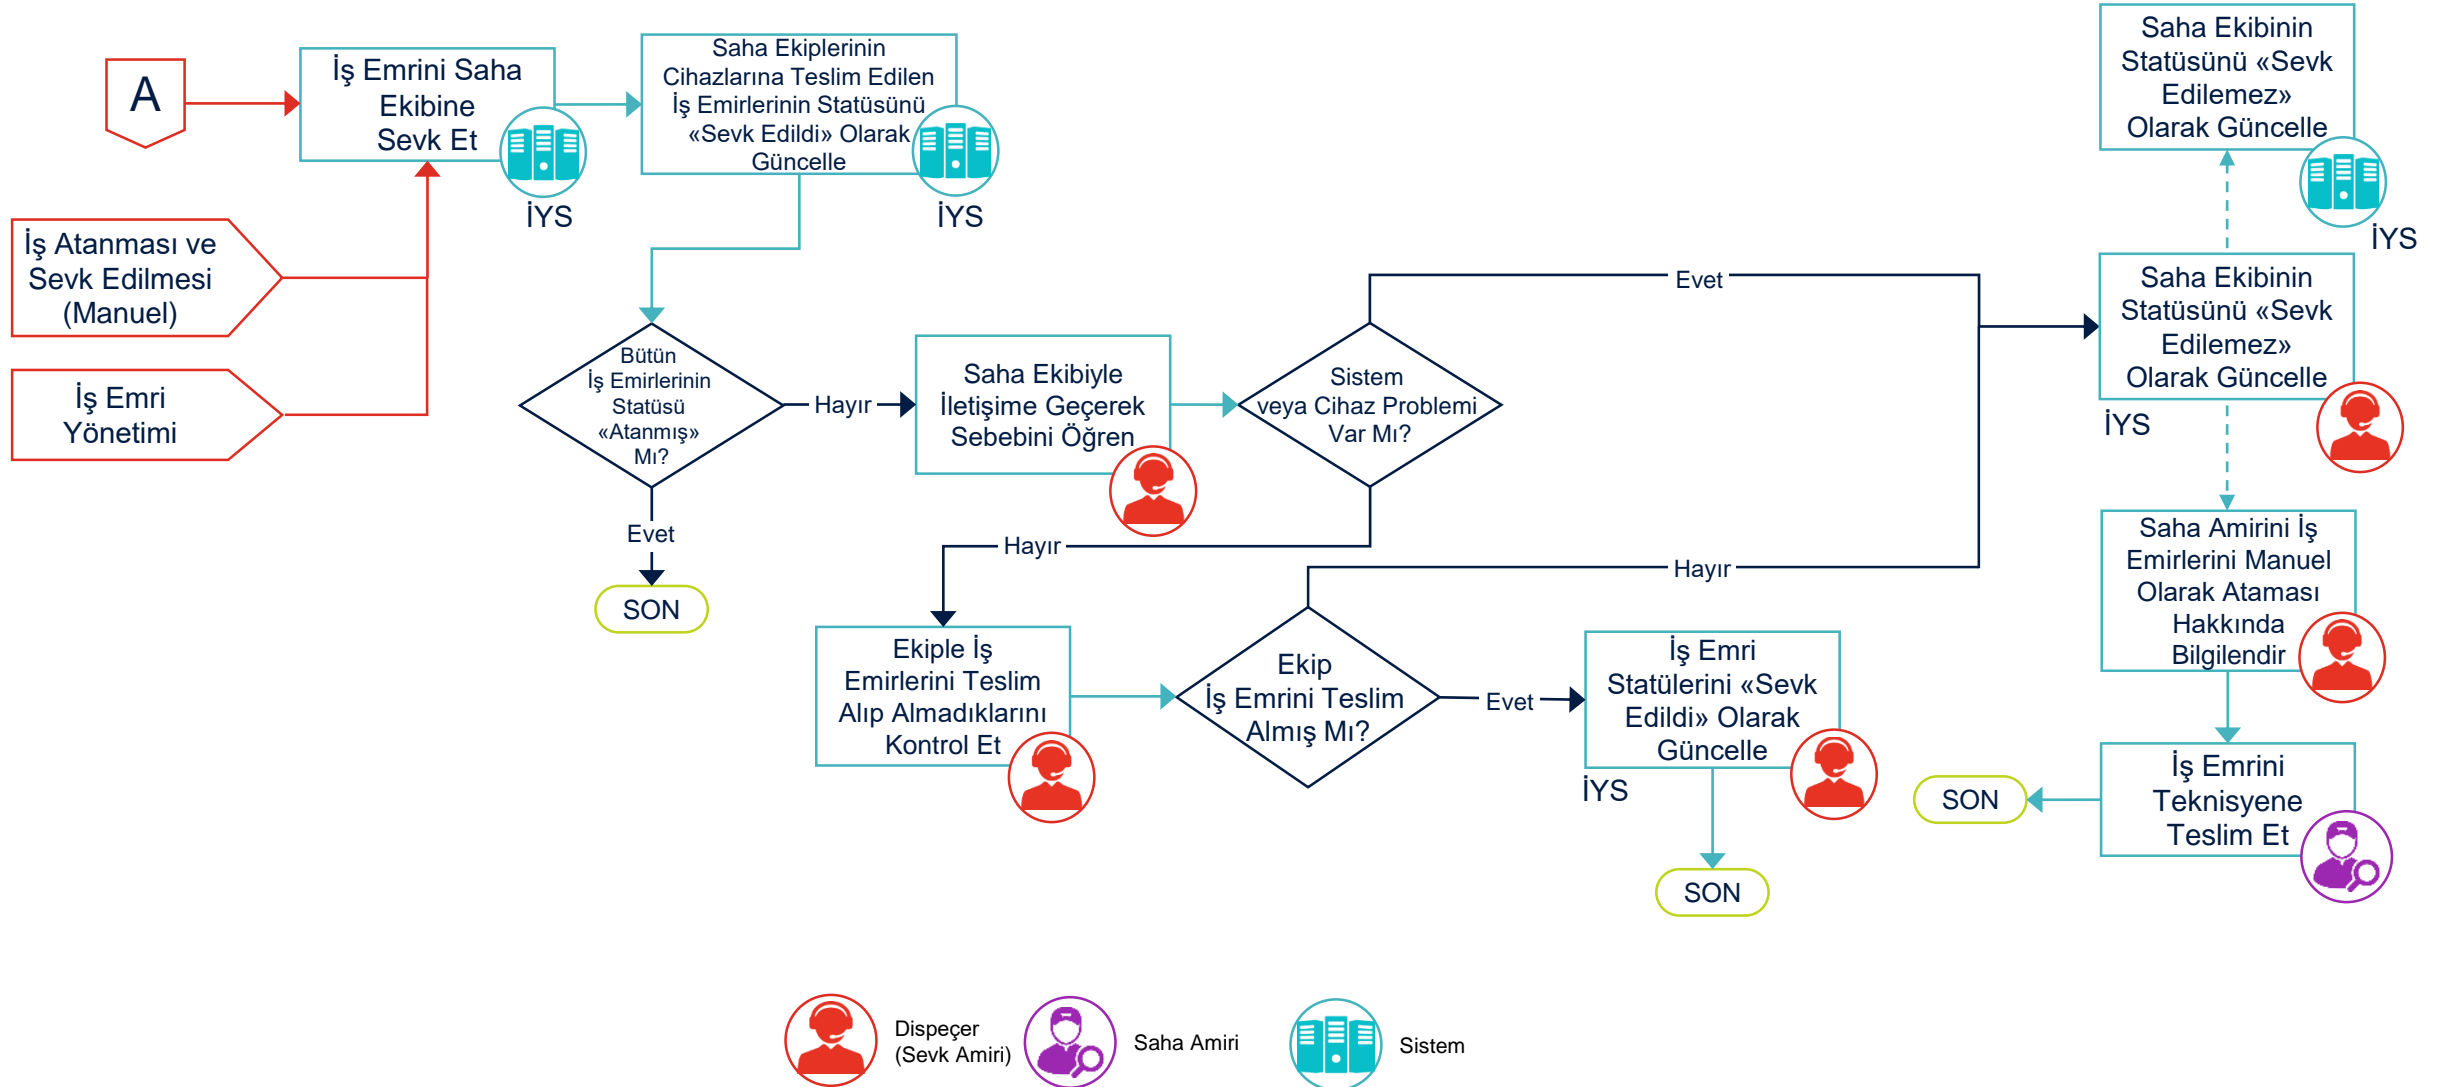 A
İş Emrini Saha
Ekibine
Sevk Et
İYS
Saha Ekiplerinin
Cihazlarına Teslim Edilen
İş Emirlerinin Statüsünü
«Sevk Edildi» Olarak
Güncelle
İYS
Saha Ekibinin
Statüsünü «Sevk
Edilemez»
Olarak Güncelle
İYS
İş Atanması ve
Sevk Edilmesi
(Manuel)
İş Emri
Yönetimi
Bütün
İş Emirlerinin
Statüsü
«Atanmış»
Mı?
Hayır
Evet
SON
Saha Ekibiyle
İletişime Geçerek
Sebebini Öğren
Sistem
veya Cihaz Problemi
Var Mı?
Evet
Hayır
Saha Ekibinin
Statüsünü «Sevk
Edilemez»
Olarak Güncelle
İYS
Ekiple İş
Emirlerini Teslim
Alıp Almadıklarını
Kontrol Et
Ekip
İş Emrini Teslim
Almış Mı?
Hayır
Evet
İş Emri
Statülerini «Sevk
Edildi» Olarak
Güncelle
İYS
SON
Saha Amirini İş
Emirlerini Manuel
Olarak Ataması
Hakkında
Bilgilendir
İş Emrini
Teknisyene
Teslim Et
SON
Dispeçer
(Sevk Amiri)
Saha Amiri
Sistem